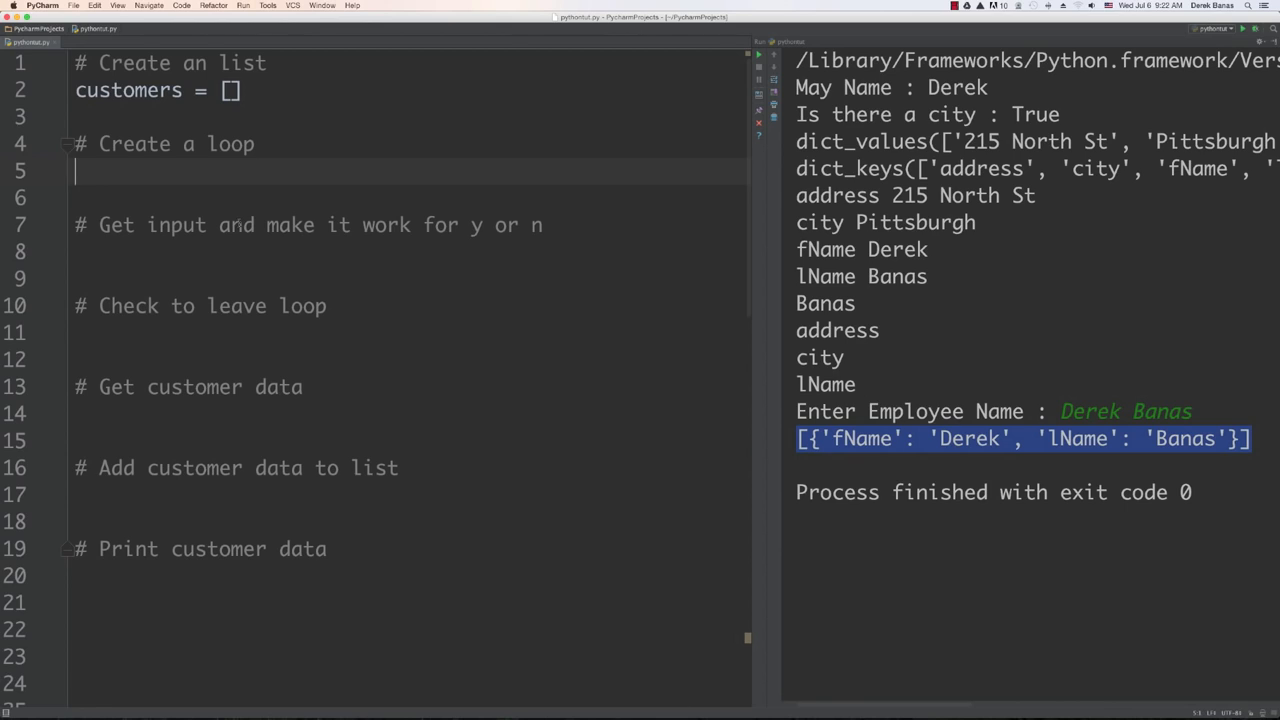 PyCharm File Edit View Navigate Code Refactor Run Tools VCS Window Help
10 Wed Jul 6 9:22 AM Derek Banas
pythontut.py - PycharmProjects - [~/PycharmProjects]
PycharmProjects pythontut.py
pythontut
pythontut.py
Run pythontut
1 # Create an list
2 customers = []
3
4 # Create a loop
5
6
7 # Get input and make it work for y or n
8
9
10 # Check to leave loop
11
12
13 # Get customer data
14
15
16 # Add customer data to list
17
18
19 # Print customer data
20
21
22
23
24
/Library/Frameworks/Python.framework/Vers
May Name : Derek
Is there a city : True
dict_values(['215 North St', 'Pittsburgh
dict_keys(['address', 'city', 'fName', 'l
address 215 North St
city Pittsburgh
fName Derek
lName Banas
Banas
address
city
lName
Enter Employee Name : Derek Banas
[{'fName': 'Derek', 'lName': 'Banas'}]
Process finished with exit code 0
5:1 LF÷ UTF-8÷